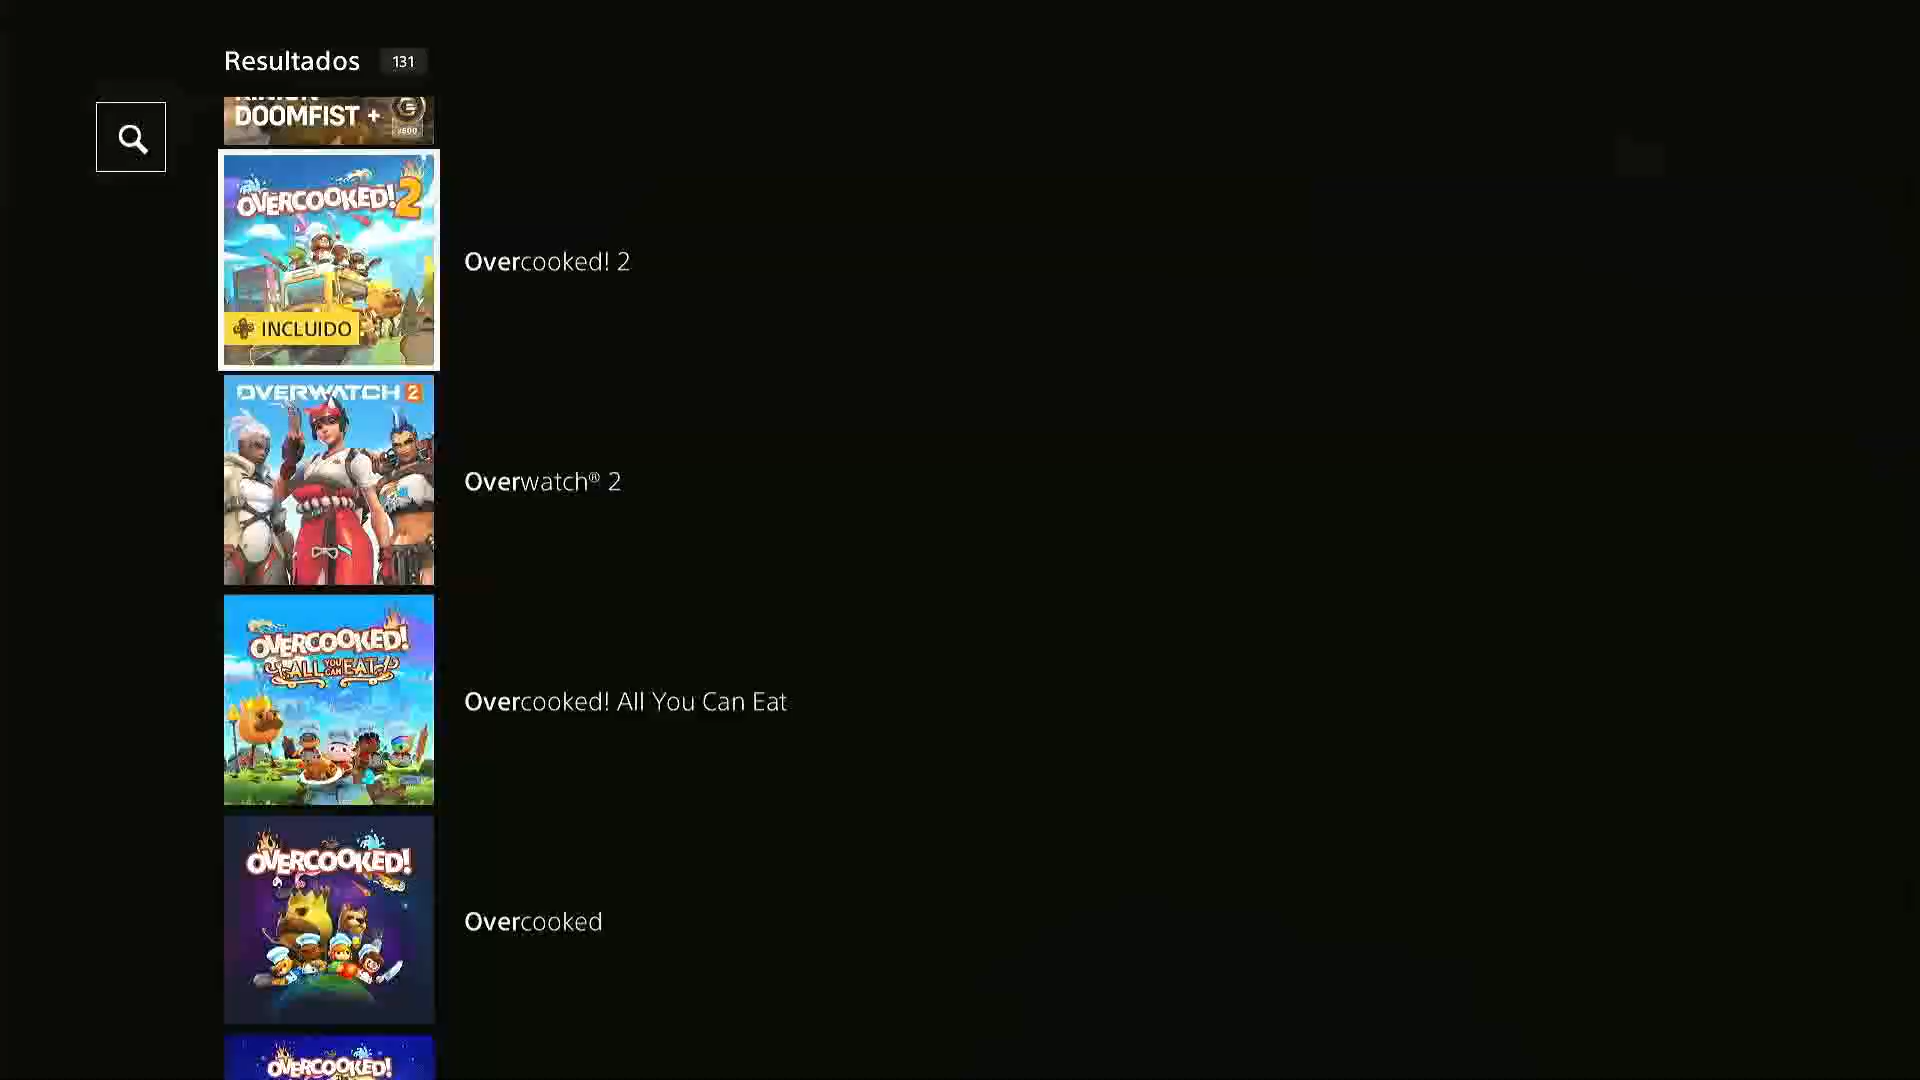 Resultados 131
DOOMFIST +
OVERCOOKED! 2
INCLUIDO
Overcooked! 2
OVERWATCH 2
Overwatch® 2
OVERCOOKED!
ALL YOU CAN EAT
Overcooked! All You Can Eat
OVERCOOKED!
Overcooked
OVERCOOKED!